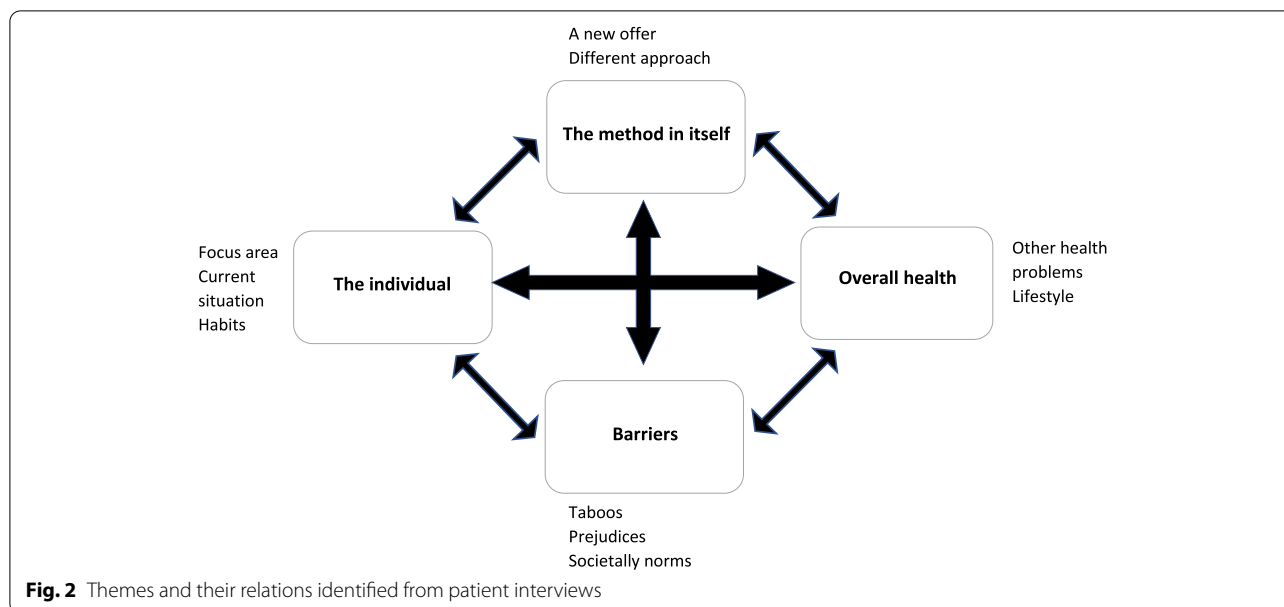 A new offer
Different approach
The method in itself
Focus area
Current
situation
Habits
The individual
Overall health
Other health
problems
Lifestyle
Barriers
Taboos
Prejudices
Societally norms
Fig. 2 Themes and their relations identified from patient interviews